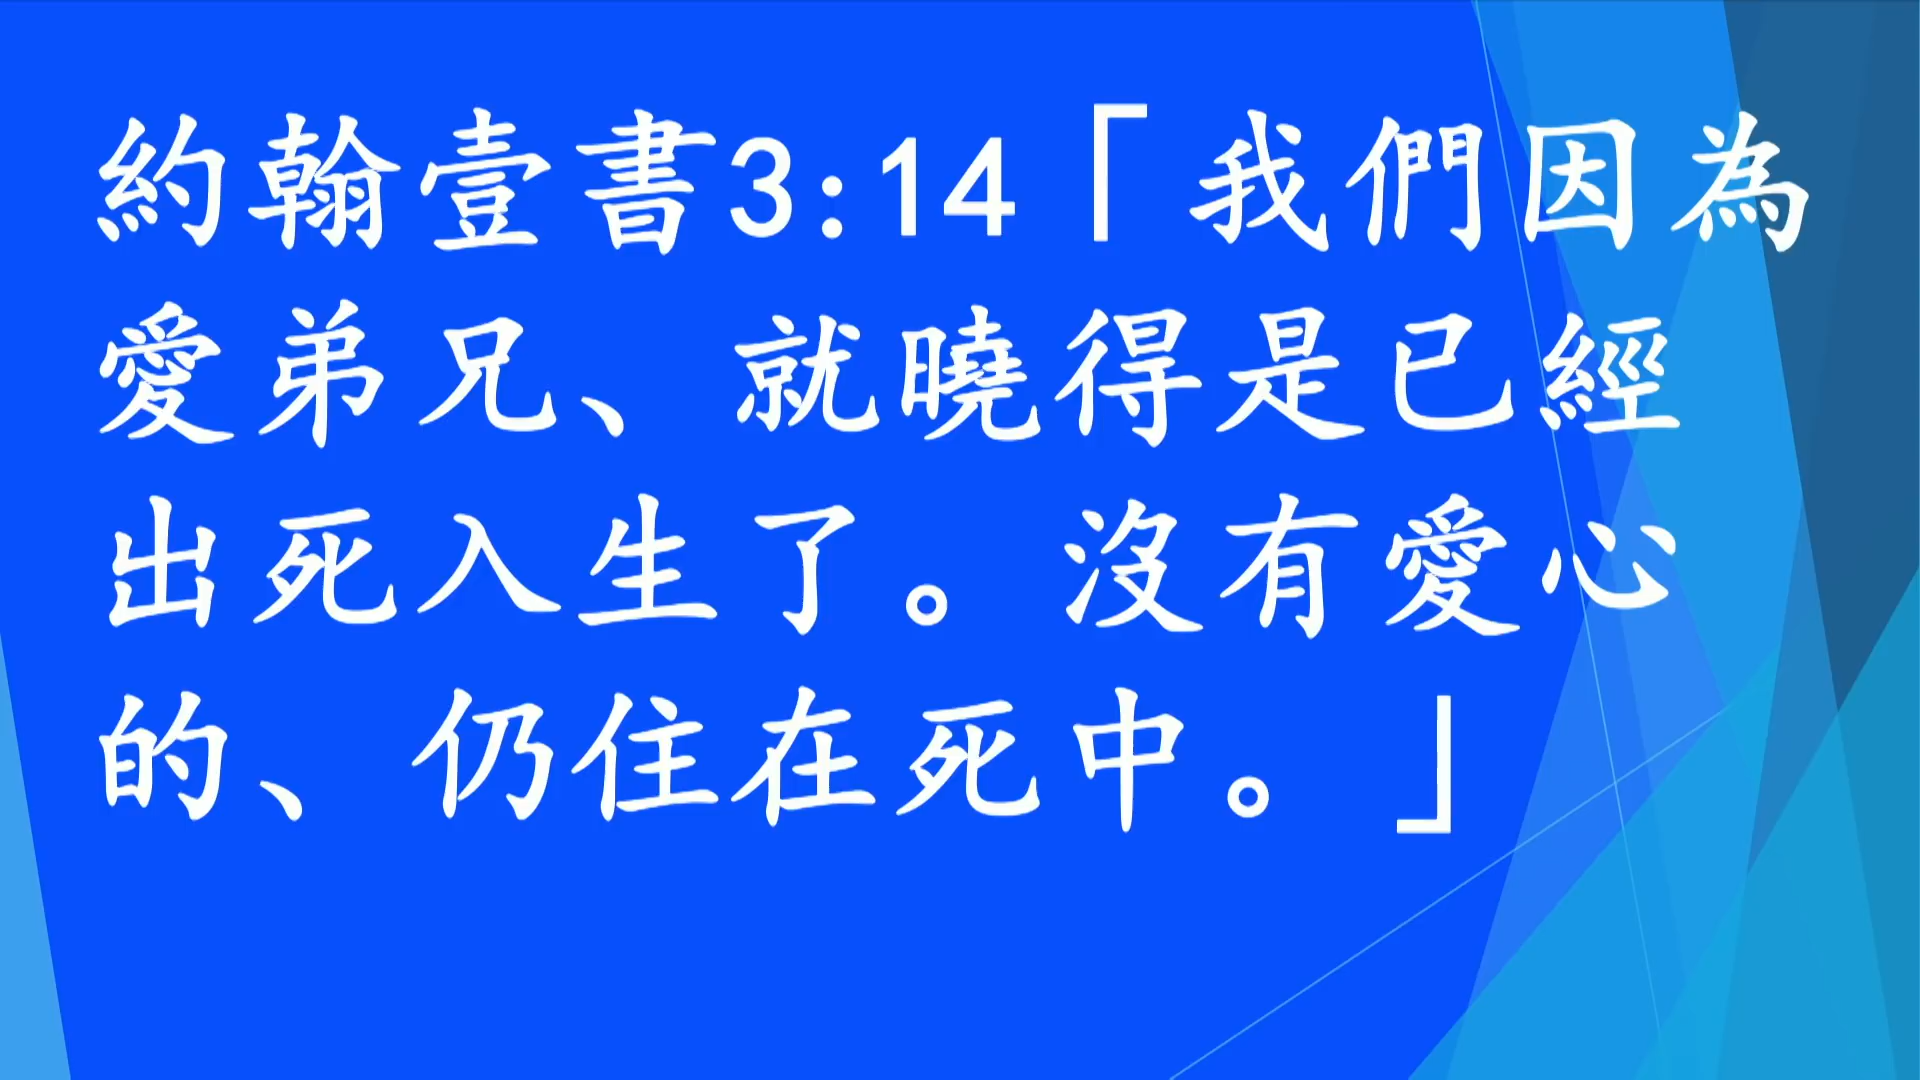 約翰壹書3:14「我們因為
愛弟兄、就曉得是已經
出死入生了。沒有愛心
的、仍住在死中。」